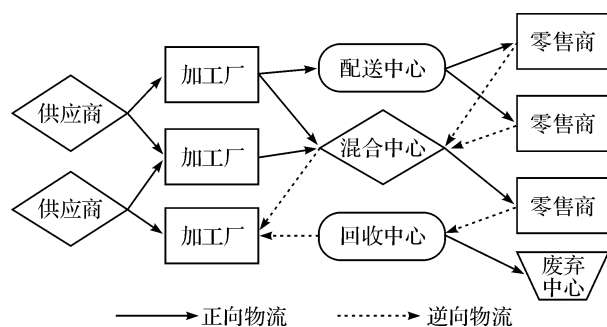 供应商
供应商
加工厂
加工厂
加工厂
配送中心
混合中心
回收中心
零售商
零售商
零售商
废弃
中心
正向物流
逆向物流